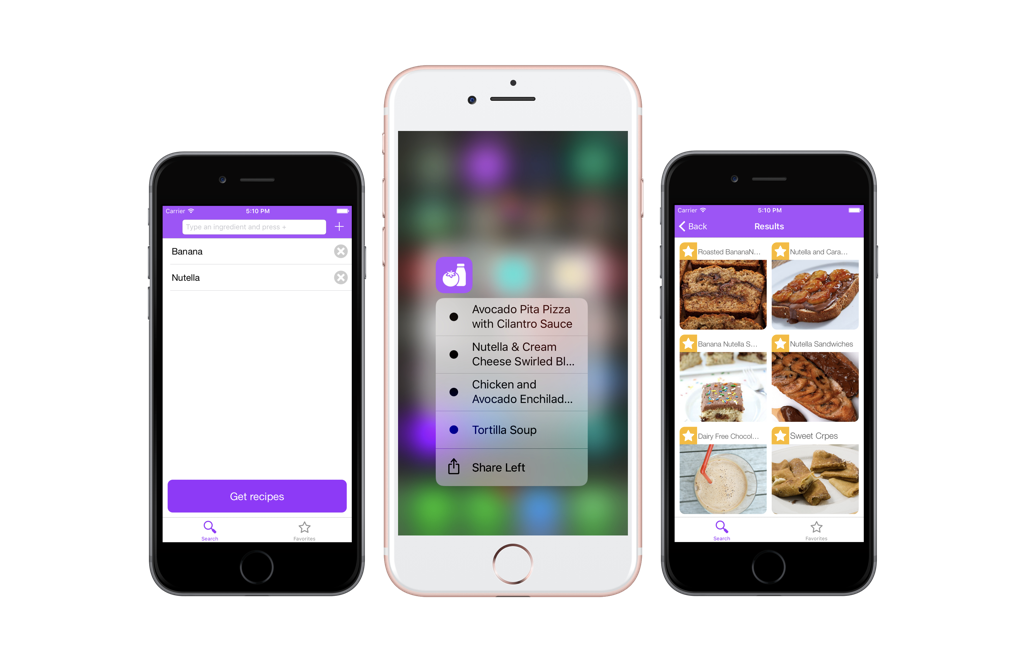 Carrier
5:10 PM
Type an ingredient and press +
Banana
Nutella
Get recipes
Search
Favorites
Avocado Pita Pizza
with Cilantro Sauce
Nutella & Cream
Cheese Swirled Bl...
Chicken and
Avocado Enchilad...
Tortilla Soup
Share Left
Carrier
5:10 PM
Back
Results
Roasted BananaN...
Nutella and Cara...
Banana Nutella S...
Nutella Sandwiches
Dairy Free Chocol...
Sweet Crpes
Search
Favorites